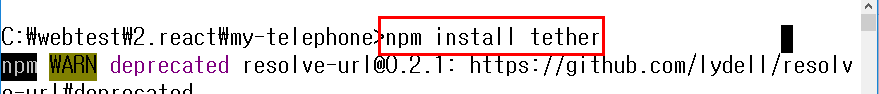 C:₩webtest₩2.react₩my-telephone>npm install tether
npm WARN deprecated resolve-url@0.2.1: https://github.com/lydell/resolv
e-url#deprecated